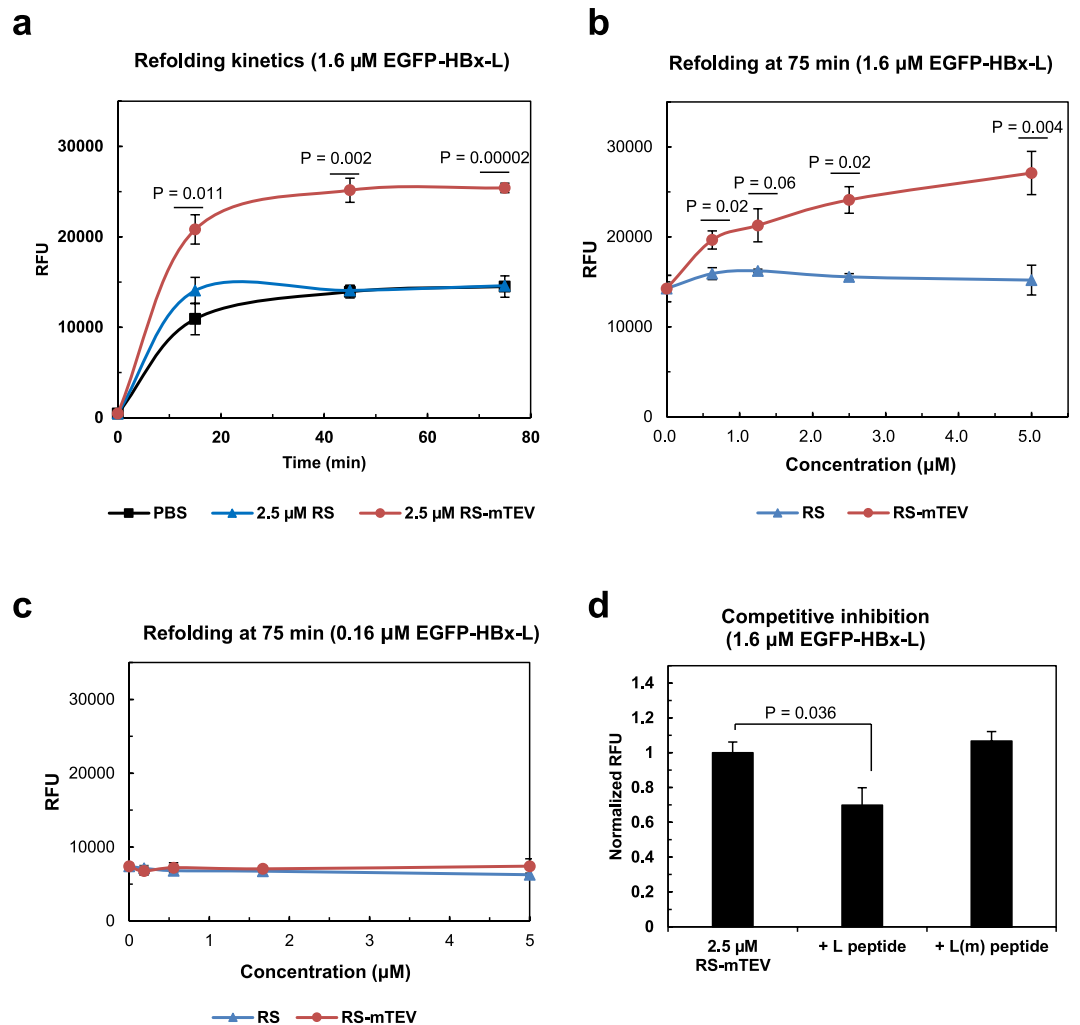 a
Refolding kinetics (1.6 µM EGFP-HBx-L)
RFU
30000
20000
10000
0
P = 0.011
P = 0.002
P = 0.00002
0 20 40 60 80
Time (min)
PBS 2.5 µM RS 2.5 µM RS-mTEV
b
Refolding at 75 min (1.6 µM EGFP-HBx-L)
RFU
30000
20000
10000
0
P = 0.02
P = 0.06
P = 0.02
P = 0.004
0.0 1.0 2.0 3.0 4.0 5.0
Concentration (µM)
RS RS-mTEV
c
Refolding at 75 min (0.16 µM EGFP-HBx-L)
RFU
30000
20000
10000
0
0 1 2 3 4 5
Concentration (µM)
RS RS-mTEV
d
Competitive inhibition
(1.6 µM EGFP-HBx-L)
Normalized RFU
1.4
1.2
1
0.8
0.6
0.4
0.2
0
P = 0.036
2.5 µM
RS-mTEV
+ L peptide
+ L(m) peptide